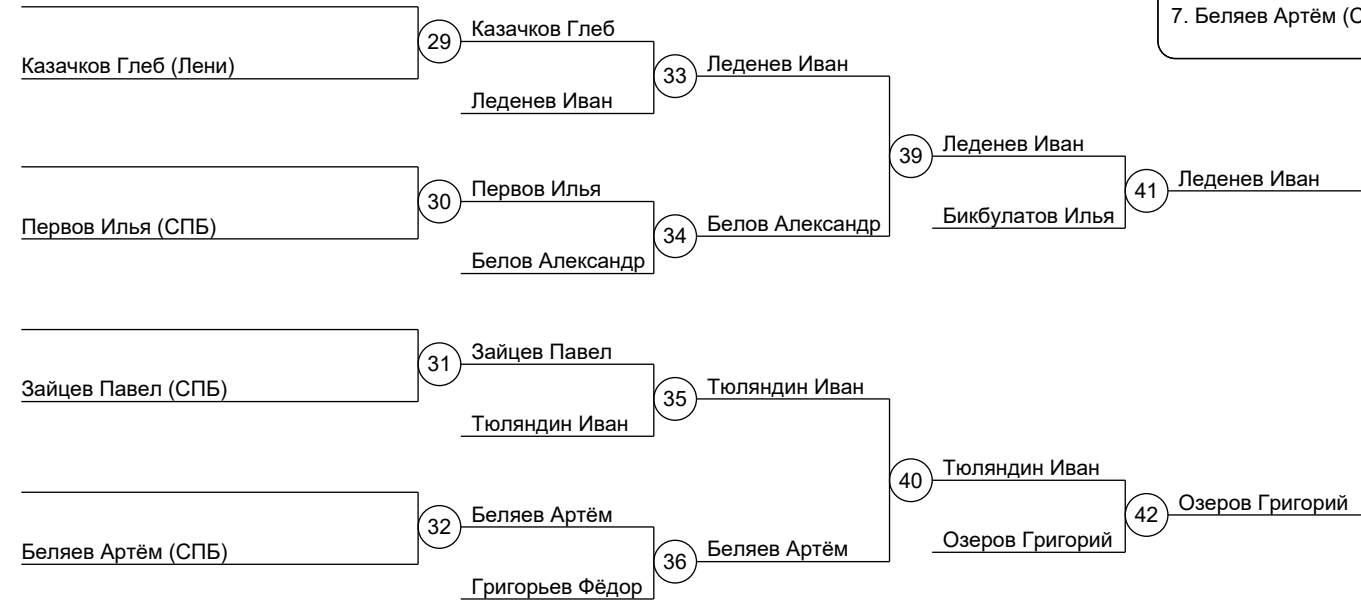 7. Беляев Артём (С
29
Казачков Глеб
Казачков Глеб (Лени)
33
Леденев Иван
Леденев Иван
39
Леденев Иван
30
Первов Илья
Первов Илья (СПБ)
34
Белов Александр
Белов Александр
41
Леденев Иван
Бикбулатов Илья
31
Зайцев Павел
Зайцев Павел (СПБ)
35
Тюляндин Иван
Тюляндин Иван
40
Тюляндин Иван
32
Беляев Артём
Беляев Артём (СПБ)
36
Беляев Артём
Григорьев Фёдор
42
Озеров Григорий
Озеров Григорий